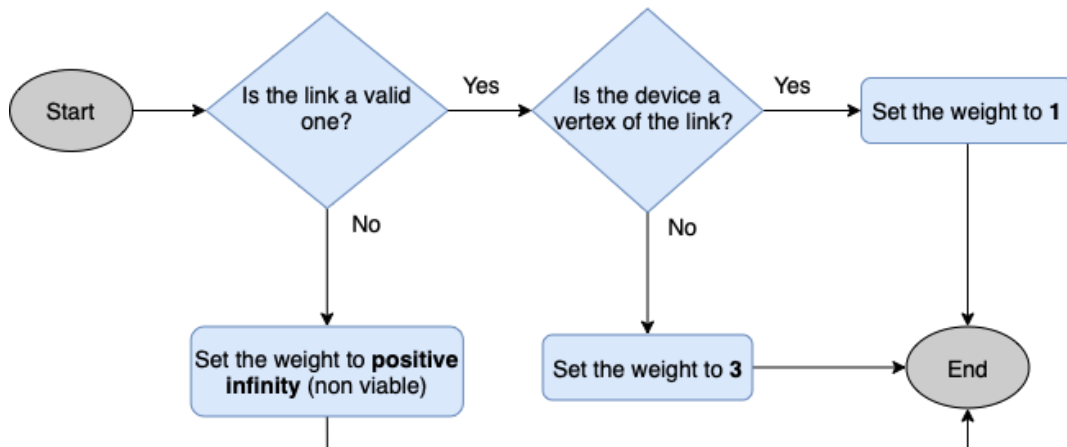 Start
Is the link a valid
one?
Yes
Is the device a
vertex of the link?
Yes
Set the weight to 1
No
No
Set the weight to positive
infinity (non viable)
Set the weight to 3
End